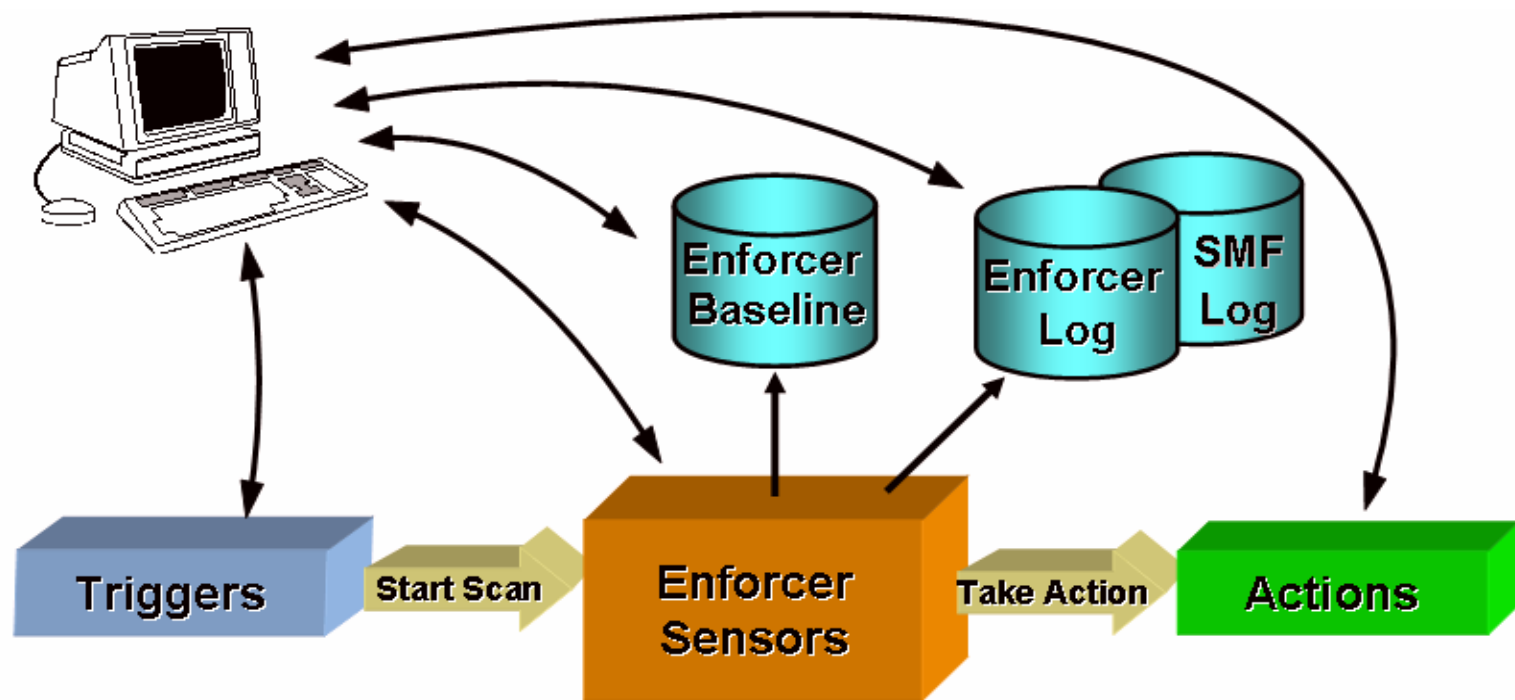 Enforcer
Baseline
Enforcer
Log
SMF
Log
Triggers
Start Scan
Enforcer
Sensors
Take Action
Actions